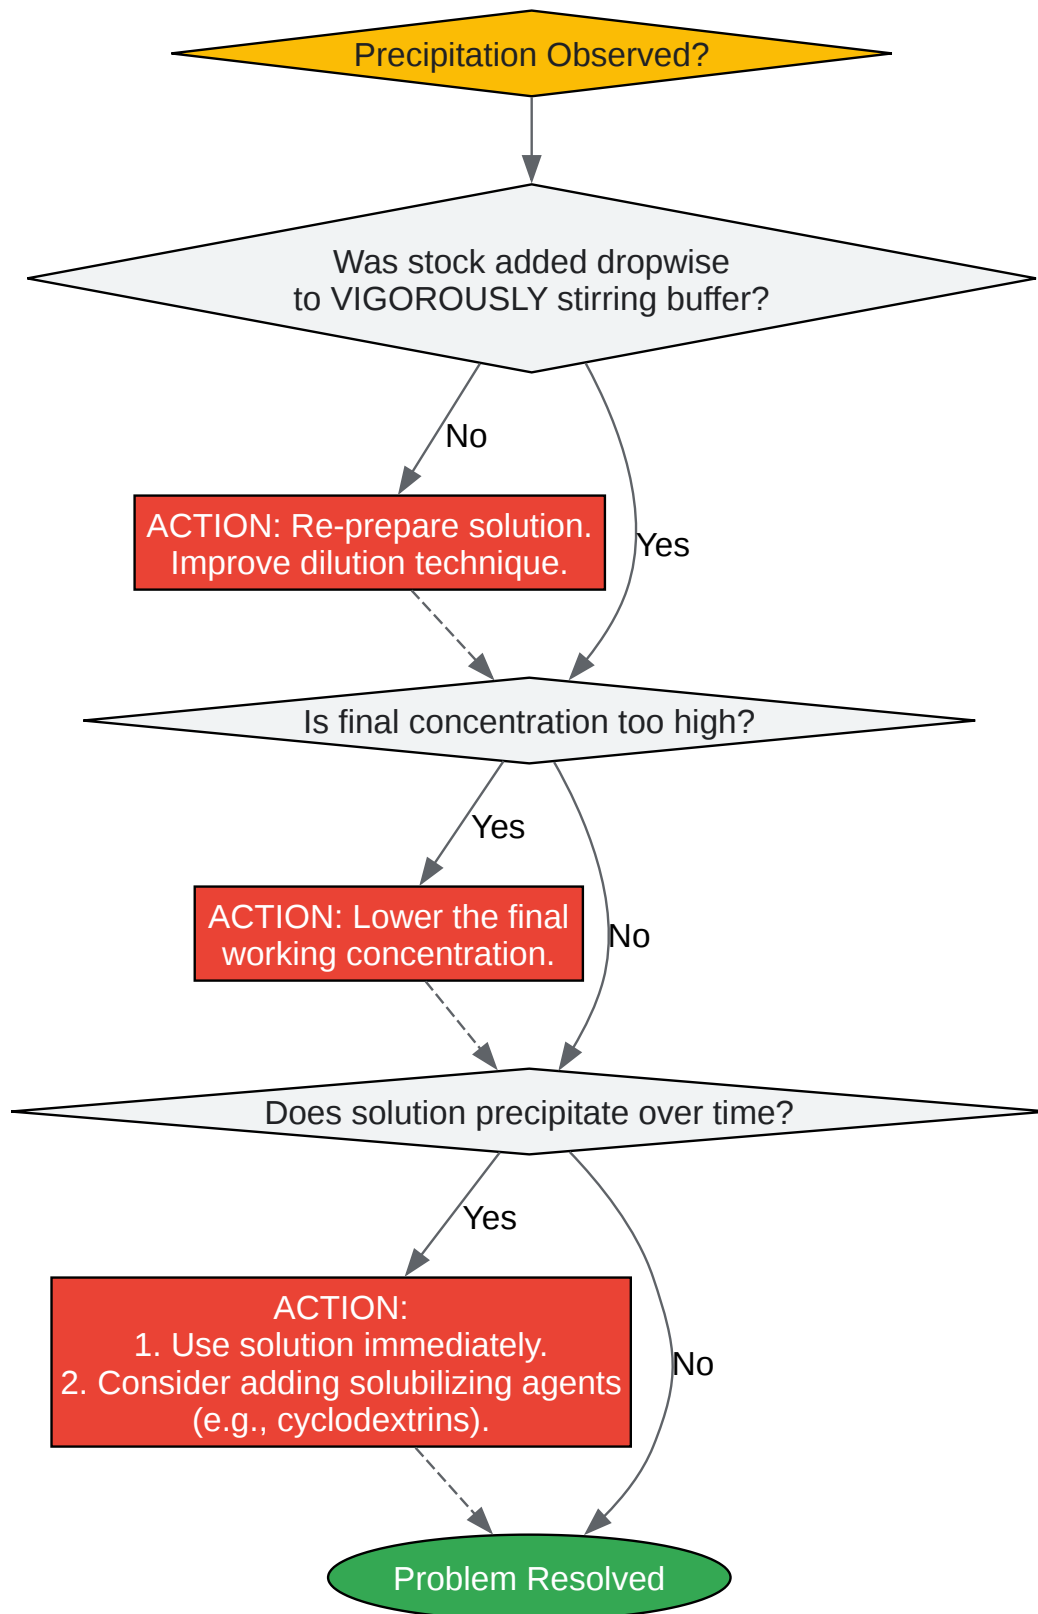 Precipitation Observed?
Was stock added dropwise
to VIGOROUSLY stirring buffer?
No
ACTION: Re-prepare solution.
Improve dilution technique.
Yes
Is final concentration too high?
Yes
ACTION: Lower the final
working concentration.
No
Does solution precipitate over time?
Yes
ACTION:
1. Use solution immediately.
2. Consider adding solubilizing agents
(e.g., cyclodextrins).
No
Problem Resolved